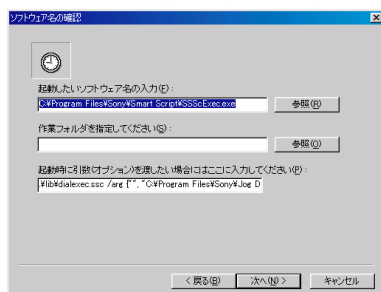 ソフトウェア名の確認
起動したいソフトウェア名の入力(E):
C:¥Program Files¥Sony¥Smart Script¥SSScExec.exe
参照(R)
作業フォルダを指定してください(S):
参照(O)
起動時に引数(オプション)を渡したい場合にはここに入力してください(P):
¥lib¥dialexec.ssc /arg ["", "C:¥Program Files¥Sony¥Jog D
< 戻る(B)
次へ(N) >
キャンセル